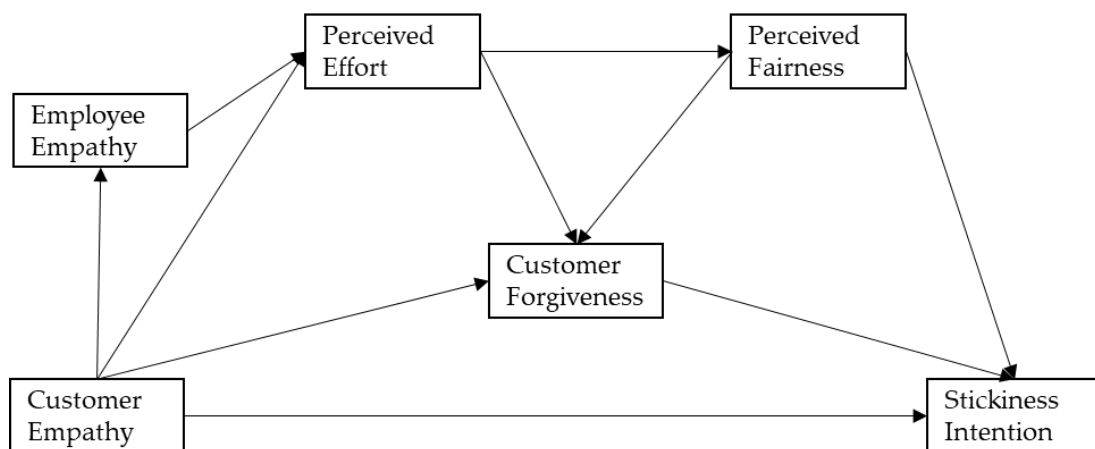 Perceived
Effort
Perceived
Fairness
Employee
Empathy
Customer
Forgiveness
Customer
Empathy
Stickiness
Intention